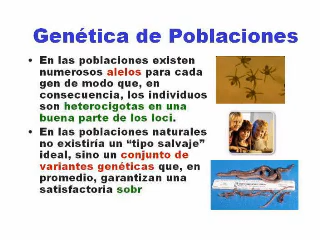 Genética de Poblaciones
• En las poblaciones existen
numerosos alelos para cada
gen de modo que, en
consecuencia, los individuos
son heterocigotas en una
buena parte de los loci.
• En las poblaciones naturales
no existiría un “tipo salvaje”
ideal, sino un conjunto de
variantes genéticas que, en
promedio, garantizan una
satisfactoria sobr